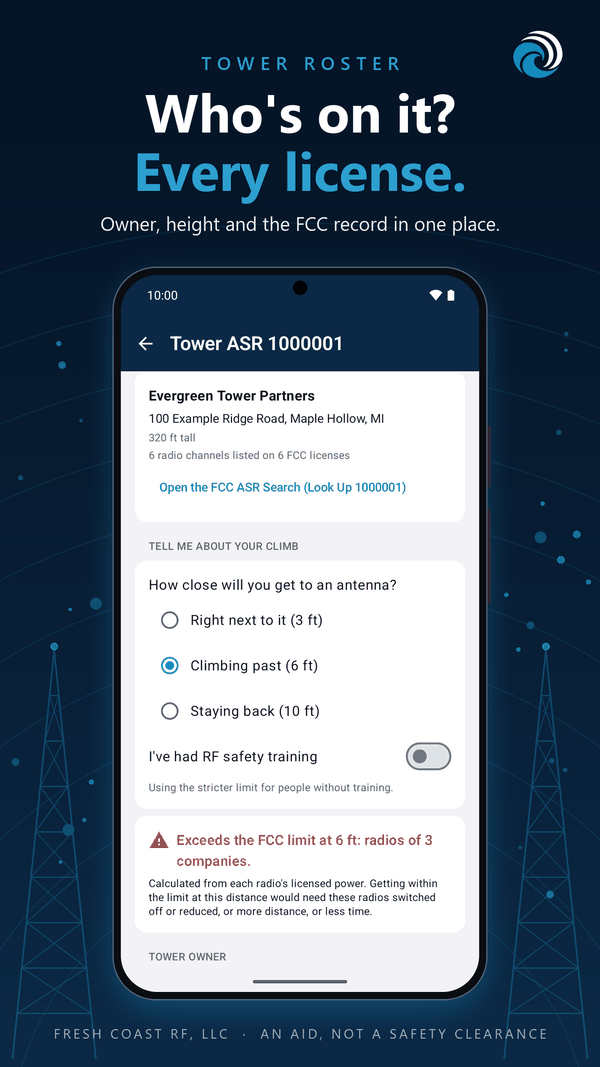 TOWER ROSTER
Who's on it?
Every license.
Owner, height and the FCC record in one place.
10:00
Tower ASR 1000001
Evergreen Tower Partners
100 Example Ridge Road, Maple Hollow, MI
320 ft tall
6 radio channels listed on 6 FCC licenses
Open the FCC ASR Search (Look Up 1000001)
TELL ME ABOUT YOUR CLIMB
How close will you get to an antenna?
Right next to it (3 ft)
Climbing past (6 ft)
Staying back (10 ft)
I've had RF safety training
Using the stricter limit for people without training.
Exceeds the FCC limit at 6 ft: radios of 3
companies.
Calculated from each radio's licensed power. Getting within
the limit at this distance would need these radios switched
off or reduced, or more distance, or less time.
TOWER OWNER
FRESH COAST RF, LLC · AN AID, NOT A SAFETY CLEARANCE